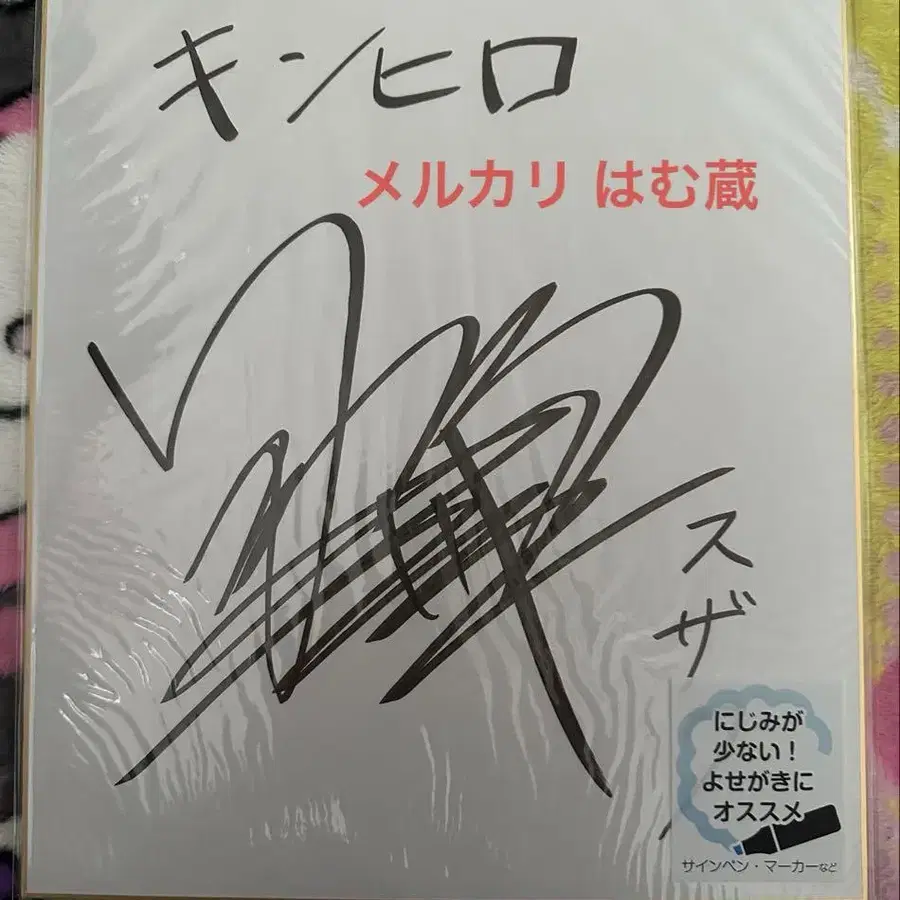 キンヒロ
メルカリ はむ蔵
スザ
にじみが
少ない！
よせがきに
オススメ
サインペン・マーカーなど